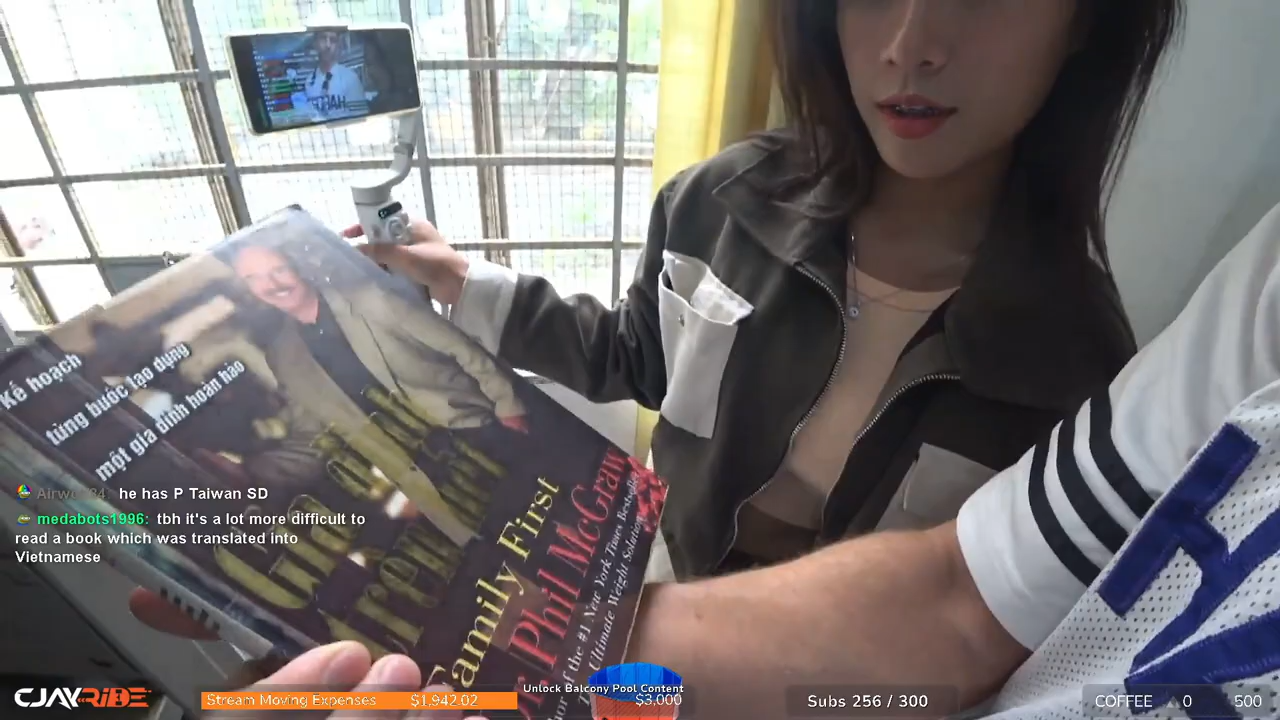 kế hoạch
từng bước tạo dựng
một gia đình hoàn hảo
Gia đình
Family First
Phil McGraw
of the #1 New York Times Bestseller
Ultimate Weight Solution
he has P Taiwan SD
medabots1996: tbh it's a lot more difficult to
read a book which was translated into
Vietnamese
CJAYRIDE
Stream Moving Expenses $1,942.02
Unlock Balcony Pool Content
$3,000
Subs 256 / 300
COFFEE 0 500